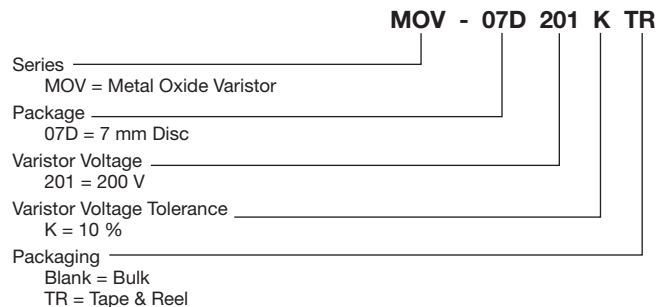 MOV - 07D 201 K TR
Series
MOV = Metal Oxide Varistor
Package
07D = 7 mm Disc
Varistor Voltage
201 = 200 V
Varistor Voltage Tolerance
K = 10 %
Packaging
Blank = Bulk
TR = Tape & Reel